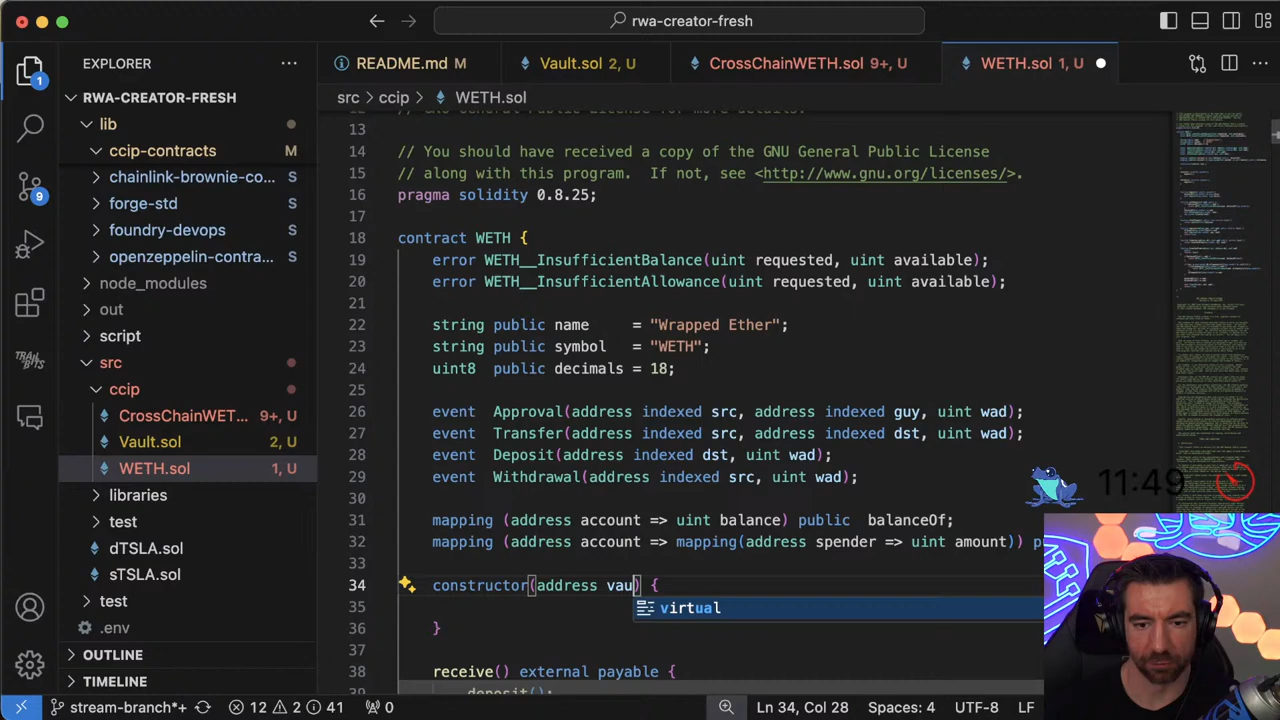 rwa-creator-fresh
EXPLORER
README.md M
Vault.sol 2, U
CrossChainWETH.sol 9+, U
WETH.sol 1, U
RWA-CREATOR-FRESH
lib
ccip-contracts M
chainlink-brownie-co... S
forge-std S
foundry-devops S
openzeppelin-contra... S
node_modules
out
script
src
ccip
CrossChainWET... 9+, U
Vault.sol 2, U
WETH.sol 1, U
libraries
test
dTSLA.sol
sTSLA.sol
test
.env
OUTLINE
TIMELINE
1
9
src > ccip > WETH.sol
13
14 // You should have received a copy of the GNU General Public License
15 // along with this program.  If not, see <http://www.gnu.org/licenses/>.
16 pragma solidity 0.8.25;
18 contract WETH {
19 error WETH__InsufficientBalance(uint requested, uint available);
20 error WETH__InsufficientAllowance(uint requested, uint available);
21
22 string public name     = "Wrapped Ether";
23 string public symbol   = "WETH";
24 uint8  public decimals = 18;
26 event  Approval(address indexed src, address indexed guy, uint wad);
27 event  Transfer(address indexed src, address indexed dst, uint wad);
28 event  Deposit(address indexed dst, uint wad);
29 event  Withdrawal(address indexed src, uint wad);
30
31 mapping (address account => uint balance) public  balanceOf;
32 mapping (address account => mapping(address spender => uint amount)) p
34 constructor(address vau) {
virtual
35
36 }
38 receive() external payable {
39 deposit();
11:49
stream-branch*+ 12 2 41 0
Ln 34, Col 28 Spaces: 4 UTF-8 LF